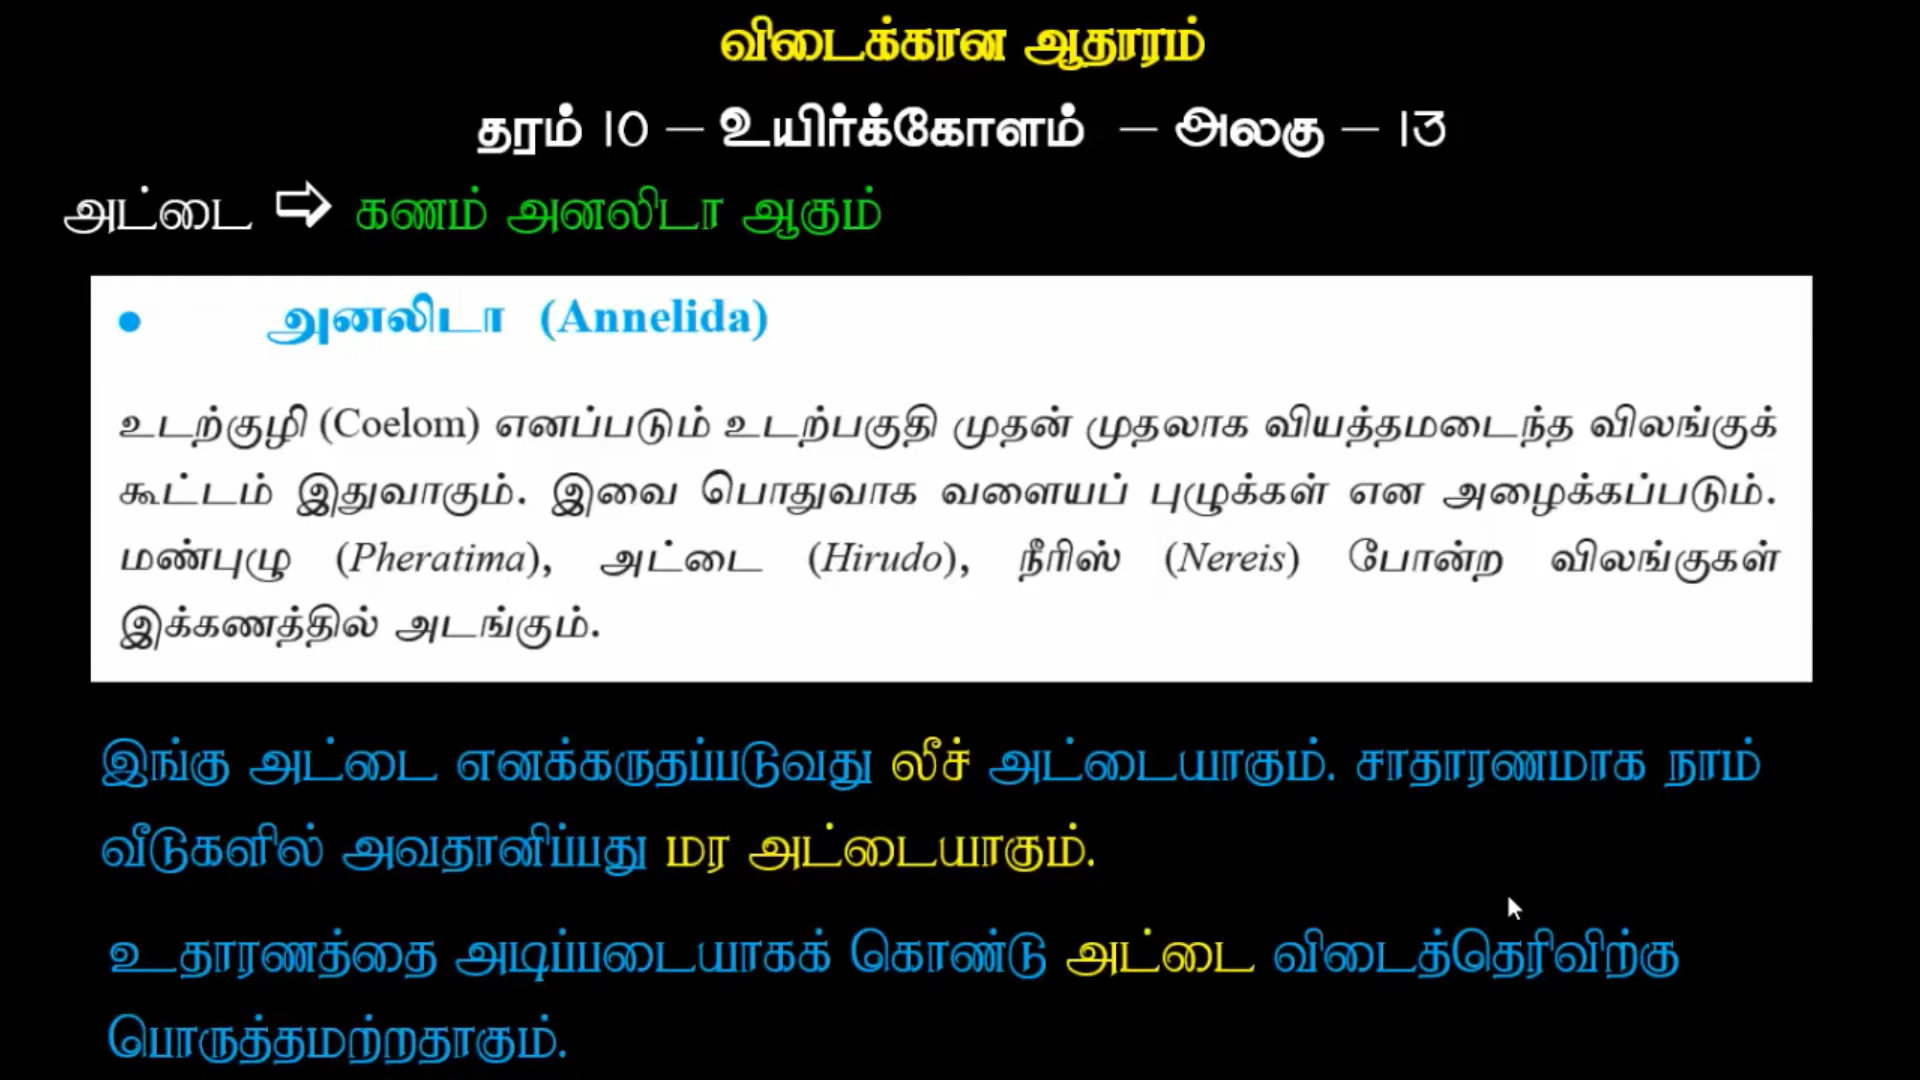 விடைக்கான ஆதாரம்
தரம் 10 – உயிர்க்கோளம் – அலகு – 13
அட்டை ⇨ கணம் அனலிடா ஆகும்
• அனலிடா (Annelida)
உடற்குழி (Coelom) எனப்படும் உடற்பகுதி முதன் முதலாக வியத்தமடைந்த விலங்குக்
கூட்டம் இதுவாகும். இவை பொதுவாக வளையப் புழுக்கள் என அழைக்கப்படும்.
மண்புழு (Pheratima), அட்டை (Hirudo), நீரிஸ் (Nereis) போன்ற விலங்குகள்
இக்கணத்தில் அடங்கும்.
இங்கு அட்டை எனக்கருதப்படுவது லீச் அட்டையாகும். சாதாரணமாக நாம்
வீடுகளில் அவதானிப்பது மர அட்டையாகும்.
உதாரணத்தை அடிப்படையாகக் கொண்டு அட்டை விடைத்தெரிவிற்கு
பொருத்தமற்றதாகும்.